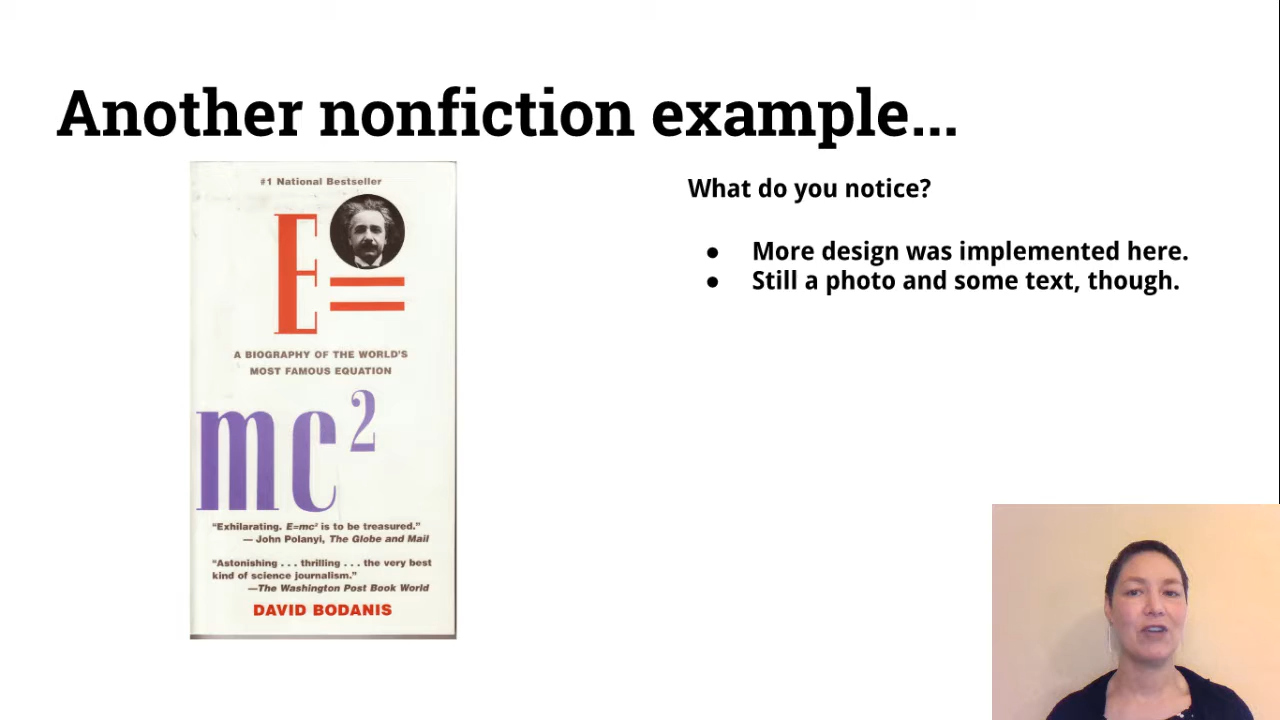 Another nonfiction example...
#1 National Bestseller
E=
A BIOGRAPHY OF THE WORLD'S
MOST FAMOUS EQUATION
mc²
“Exhilarating. E=mc² is to be treasured.”
— John Polanyi, The Globe and Mail
“Astonishing . . . thrilling . . . the very best
kind of science journalism.”
—The Washington Post Book World
DAVID BODANIS
What do you notice?
● More design was implemented here.
● Still a photo and some text, though.